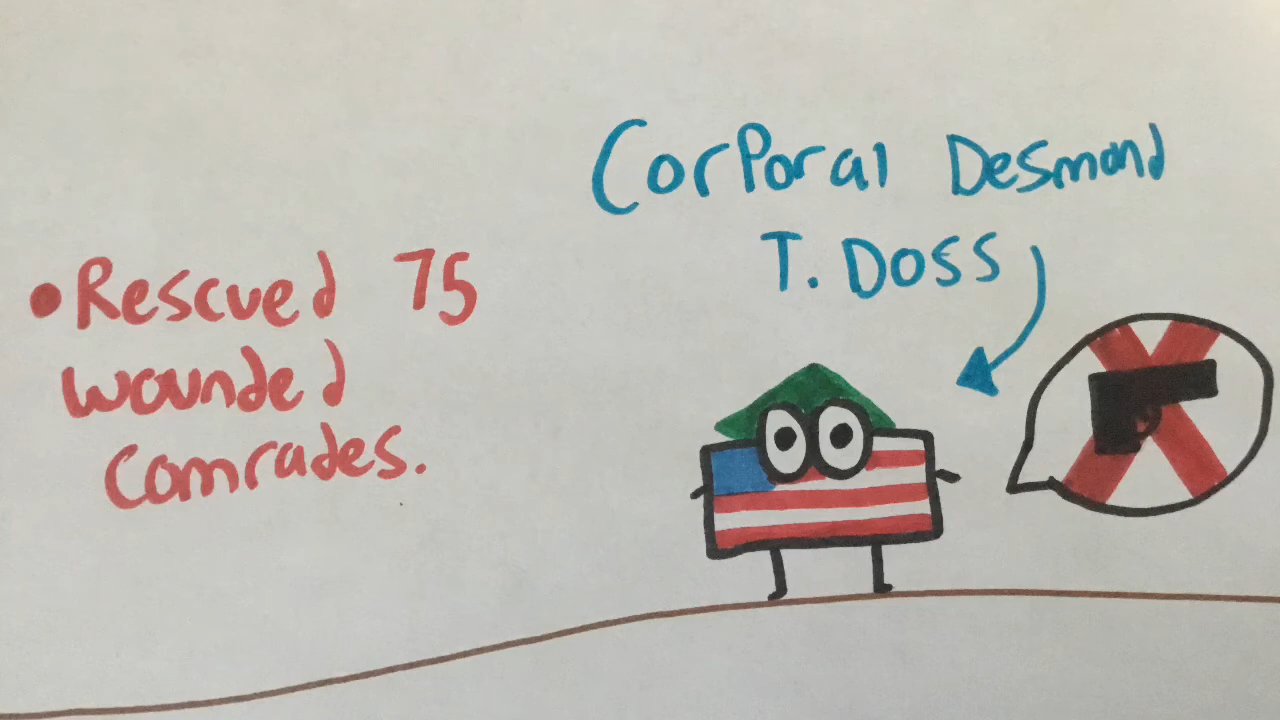 Corporal Desmond
T. Doss
• Rescued 75
wounded
comrades.